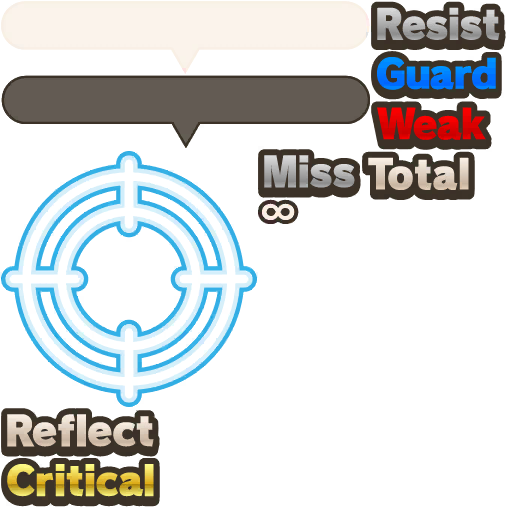 Resist
Guard
Weak
Miss Total
∞
Reflect
Critical